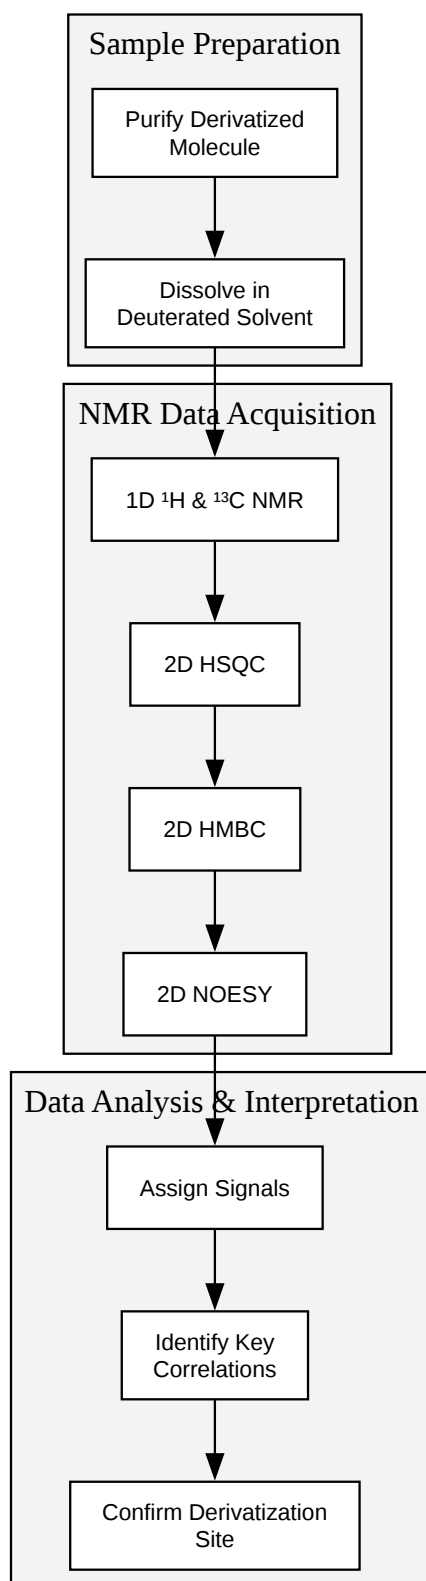 Sample Preparation
Purify Derivatized
Molecule
Dissolve in
Deuterated Solvent
NMR Data Acquisition
1D ¹H & ¹³C NMR
2D HSQC
2D HMBC
2D NOESY
Data Analysis & Interpretation
Assign Signals
Identify Key
Correlations
Confirm Derivatization
Site